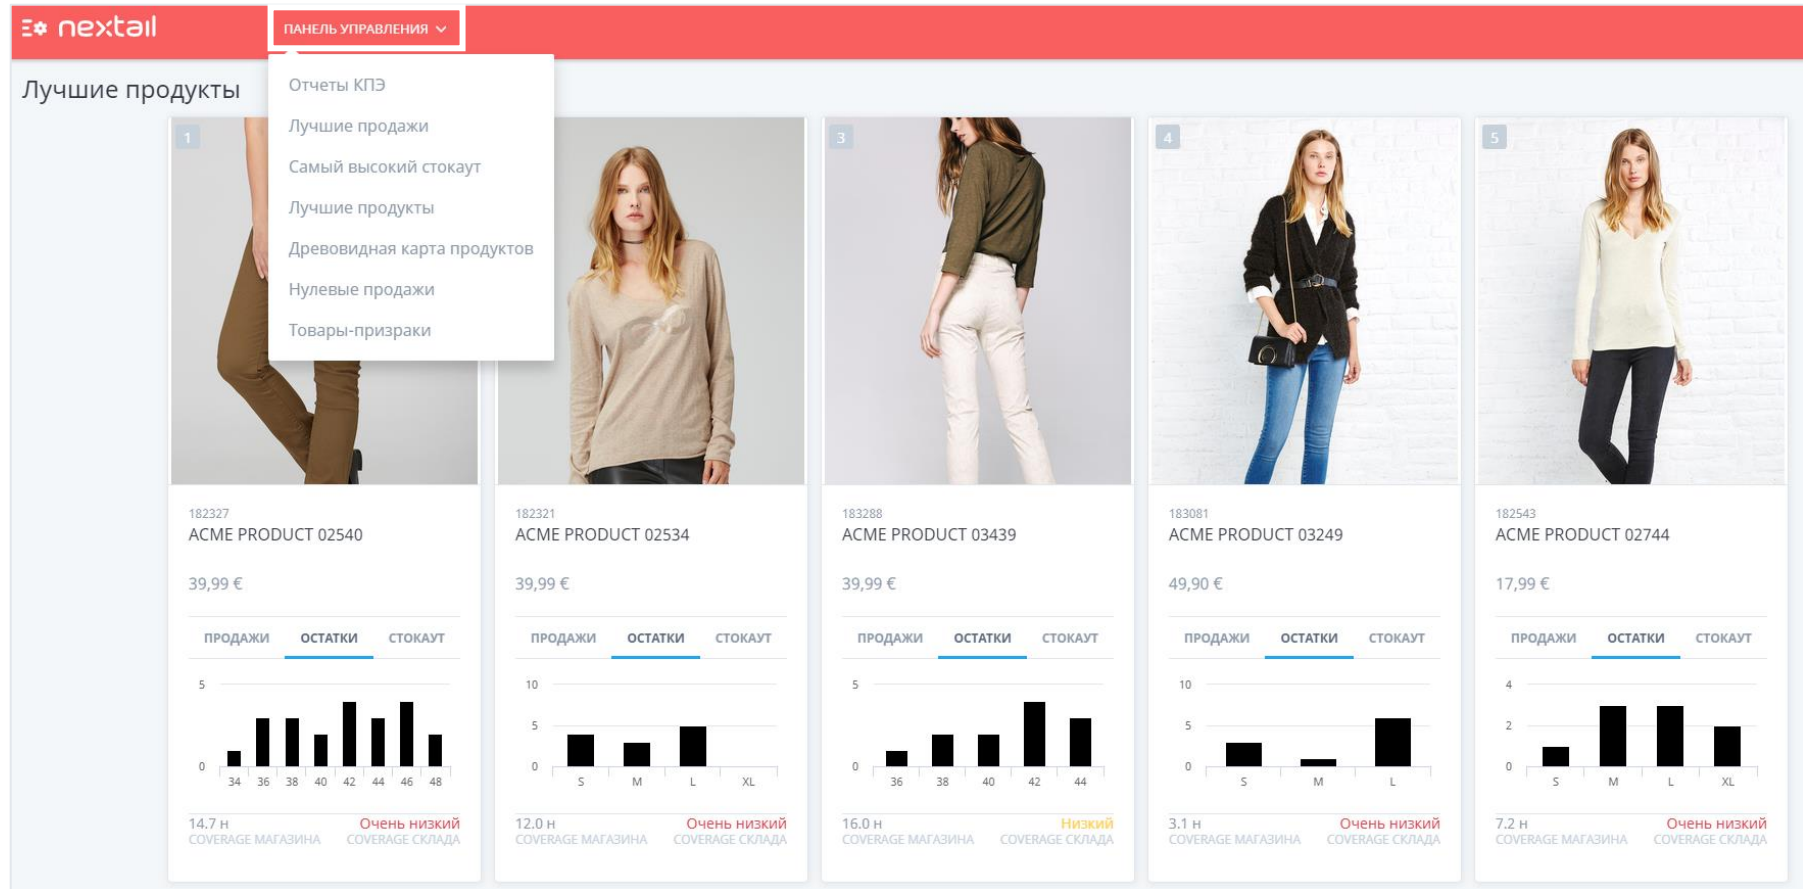 nextail
ПАНЕЛЬ УПРАВЛЕНИЯ
Отчеты КПЭ
Лучшие продажи
Самый высокий стокаут
Лучшие продукты
Древовидная карта продуктов
Нулевые продажи
Товары-призраки
Лучшие продукты
1
182327
ACME PRODUCT 02540
39,99 €
ПРОДАЖИ ОСТАТКИ СТОКАУТ
5
0
34 36 38 40 42 44 46 48
14.7 н Очень низкий
COVERAGE МАГАЗИНА COVERAGE СКЛАДА
182321
ACME PRODUCT 02534
39,99 €
ПРОДАЖИ ОСТАТКИ СТОКАУТ
10
5
0
S M L XL
12.0 н Очень низкий
COVERAGE МАГАЗИНА COVERAGE СКЛАДА
3
183288
ACME PRODUCT 03439
39,99 €
ПРОДАЖИ ОСТАТКИ СТОКАУТ
5
0
36 38 40 42 44
16.0 н Низкий
COVERAGE МАГАЗИНА COVERAGE СКЛАДА
4
183081
ACME PRODUCT 03249
49,90 €
ПРОДАЖИ ОСТАТКИ СТОКАУТ
10
5
0
S M L
3.1 н Очень низкий
COVERAGE МАГАЗИНА COVERAGE СКЛАДА
5
182543
ACME PRODUCT 02744
17,99 €
ПРОДАЖИ ОСТАТКИ СТОКАУТ
4
2
0
S M L XL
7.2 н Очень низкий
COVERAGE МАГАЗИНА COVERAGE СКЛАДА